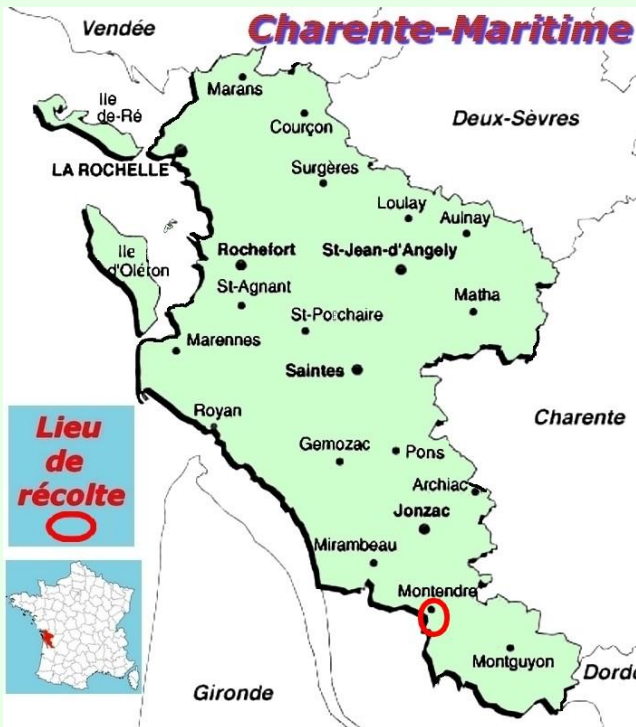 Charente-Maritime
Vendée
Marans
Ile
de-Ré
Courçon
Deux-Sèvres
LA ROCHELLE
Surgères
Loulay
Aulnay
Ile
d'Oléron
Rochefort
St-Jean-d'Angely
St-Agnant
Matha
St-Porchaire
Marennes
Saintes
Royan
Charente
Lieu
de
récolte
Gemozac
Pons
Archiac
Jonzac
Mirambeau
Montendre
Montguyon
Dordo
Gironde